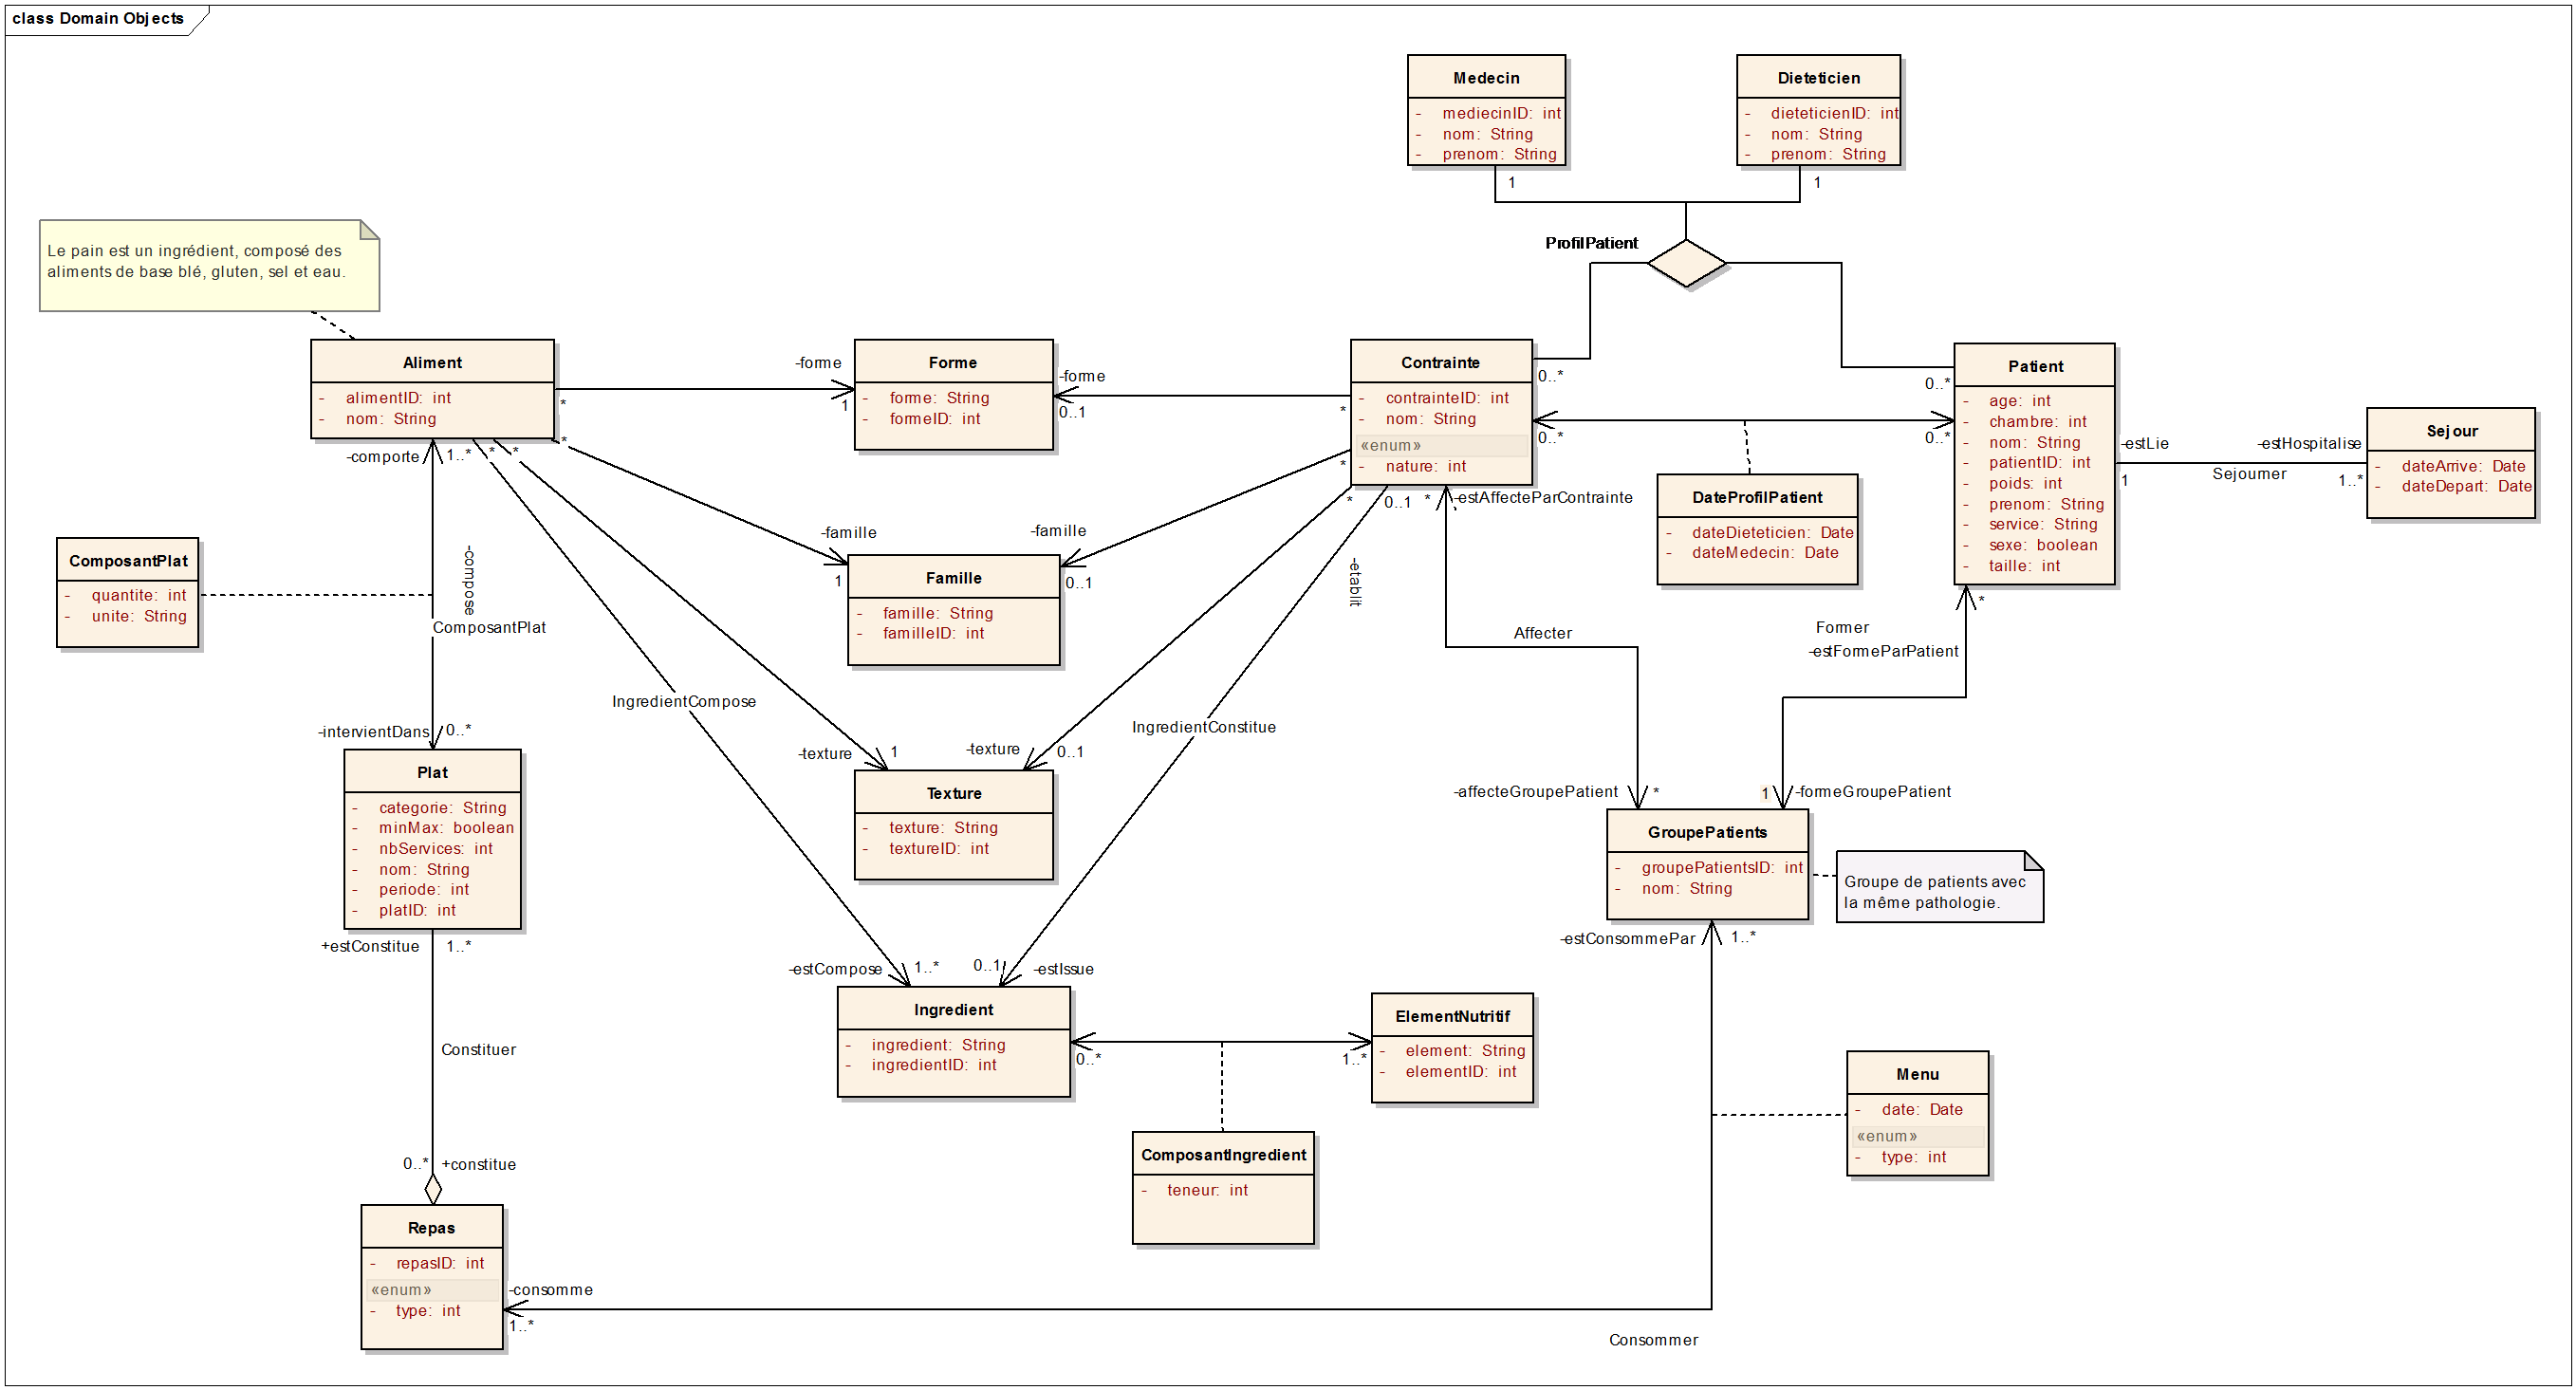 class Domain Objects
Medecin
- mediecinID: int
- nom: String
- prenom: String
1
Dieteticien
- dieteticienID: int
- nom: String
- prenom: String
1
ProfilPatient
Le pain est un ingrédient, composé des
aliments de base blé, gluten, sel et eau.
Aliment
- alimentID: int
- nom: String
-forme
1
*
Forme
- forme: String
- formeID: int
-forme
0..1
*
Contrainte
- contrainteID: int
- nom: String
«enum»
- nature: int
0..*
0..*
0..*
0..*
Patient
- age: int
- chambre: int
- nom: String
- patientID: int
- poids: int
- prenom: String
- service: String
- sexe: boolean
- taille: int
-estLie
1
Sejourner
-estHospitalise
1..*
Sejour
- dateArrive: Date
- dateDepart: Date
DateProfilPatient
- dateDieteticien: Date
- dateMedecin: Date
-comporte
1..*
*
*
*
*
*
0..1
*
-estAffecteParContrainte
-compose
ComposantPlat
- quantite: int
- unite: String
ComposantPlat
-famille
1
-famille
0..1
Famille
- famille: String
- familleID: int
-etablit
Affecter
Former
-estFormeParPatient
*
IngredientCompose
IngredientConstitue
-intervientDans
0..*
-texture
1
-texture
0..1
Texture
- texture: String
- textureID: int
Plat
- categorie: String
- minMax: boolean
- nbServices: int
- nom: String
- periode: int
- platID: int
-affecteGroupePatient
*
1
-formeGroupePatient
GroupePatients
- groupePatientsID: int
- nom: String
Groupe de patients avec
la même pathologie.
+estConstitue
1..*
-estCompose
1..*
0..1
-estIssue
-estConsommePar
1..*
Ingredient
- ingredient: String
- ingredientID: int
0..*
1..*
ElementNutritif
- element: String
- elementID: int
Constituer
Menu
- date: Date
«enum»
- type: int
ComposantIngredient
- teneur: int
0..*
+constitue
Repas
- repasID: int
«enum»
- type: int
-consomme
1..*
Consommer